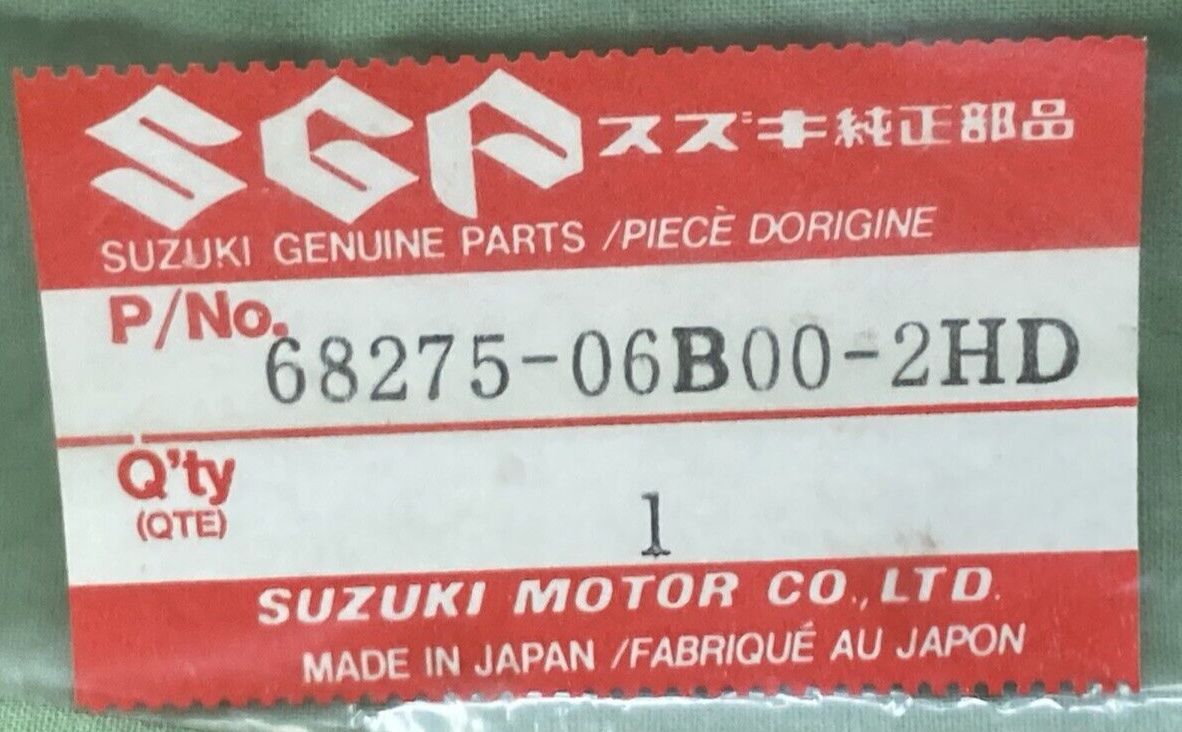 SGP スズキ純正部品
SUZUKI GENUINE PARTS /PIECÈ DORIGINE
P/No. 68275-06B00-2HD
Q'ty
(QTE) 1
SUZUKI MOTOR CO., LTD.
MADE IN JAPAN /FABRIQUÉ AU JAPON